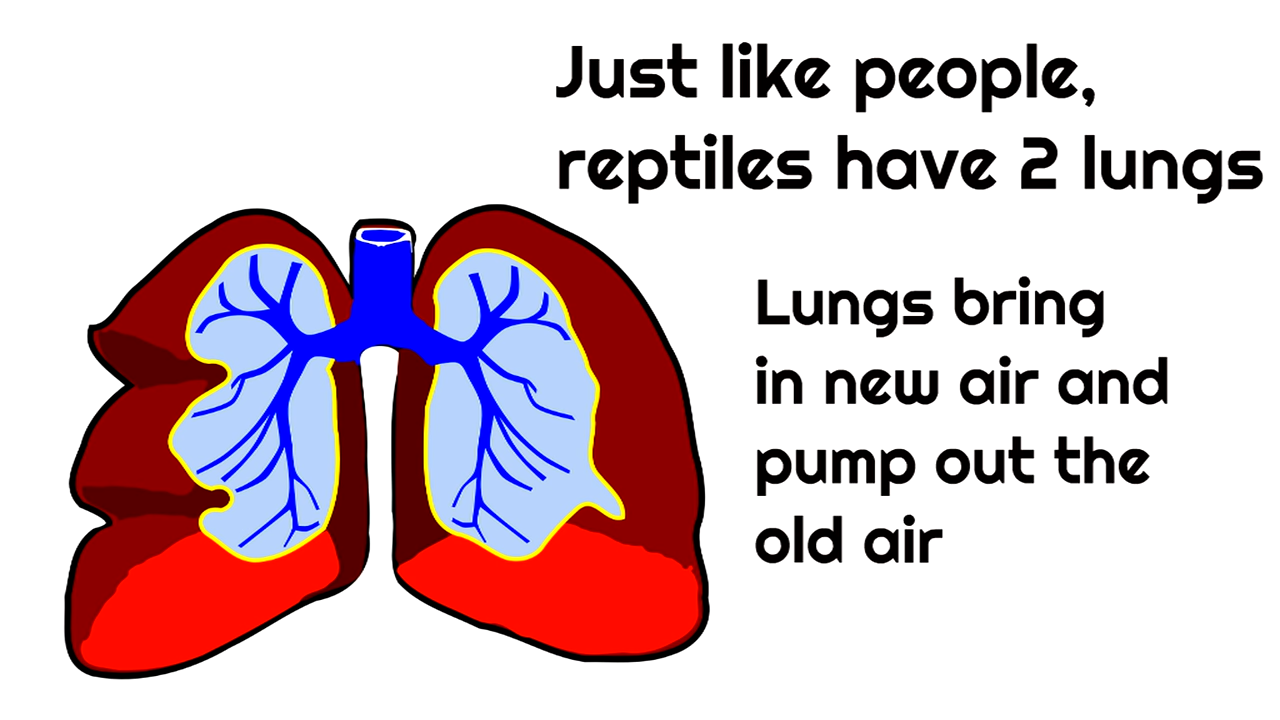 Just like people,
reptiles have 2 lungs
Lungs bring
in new air and
pump out the
old air